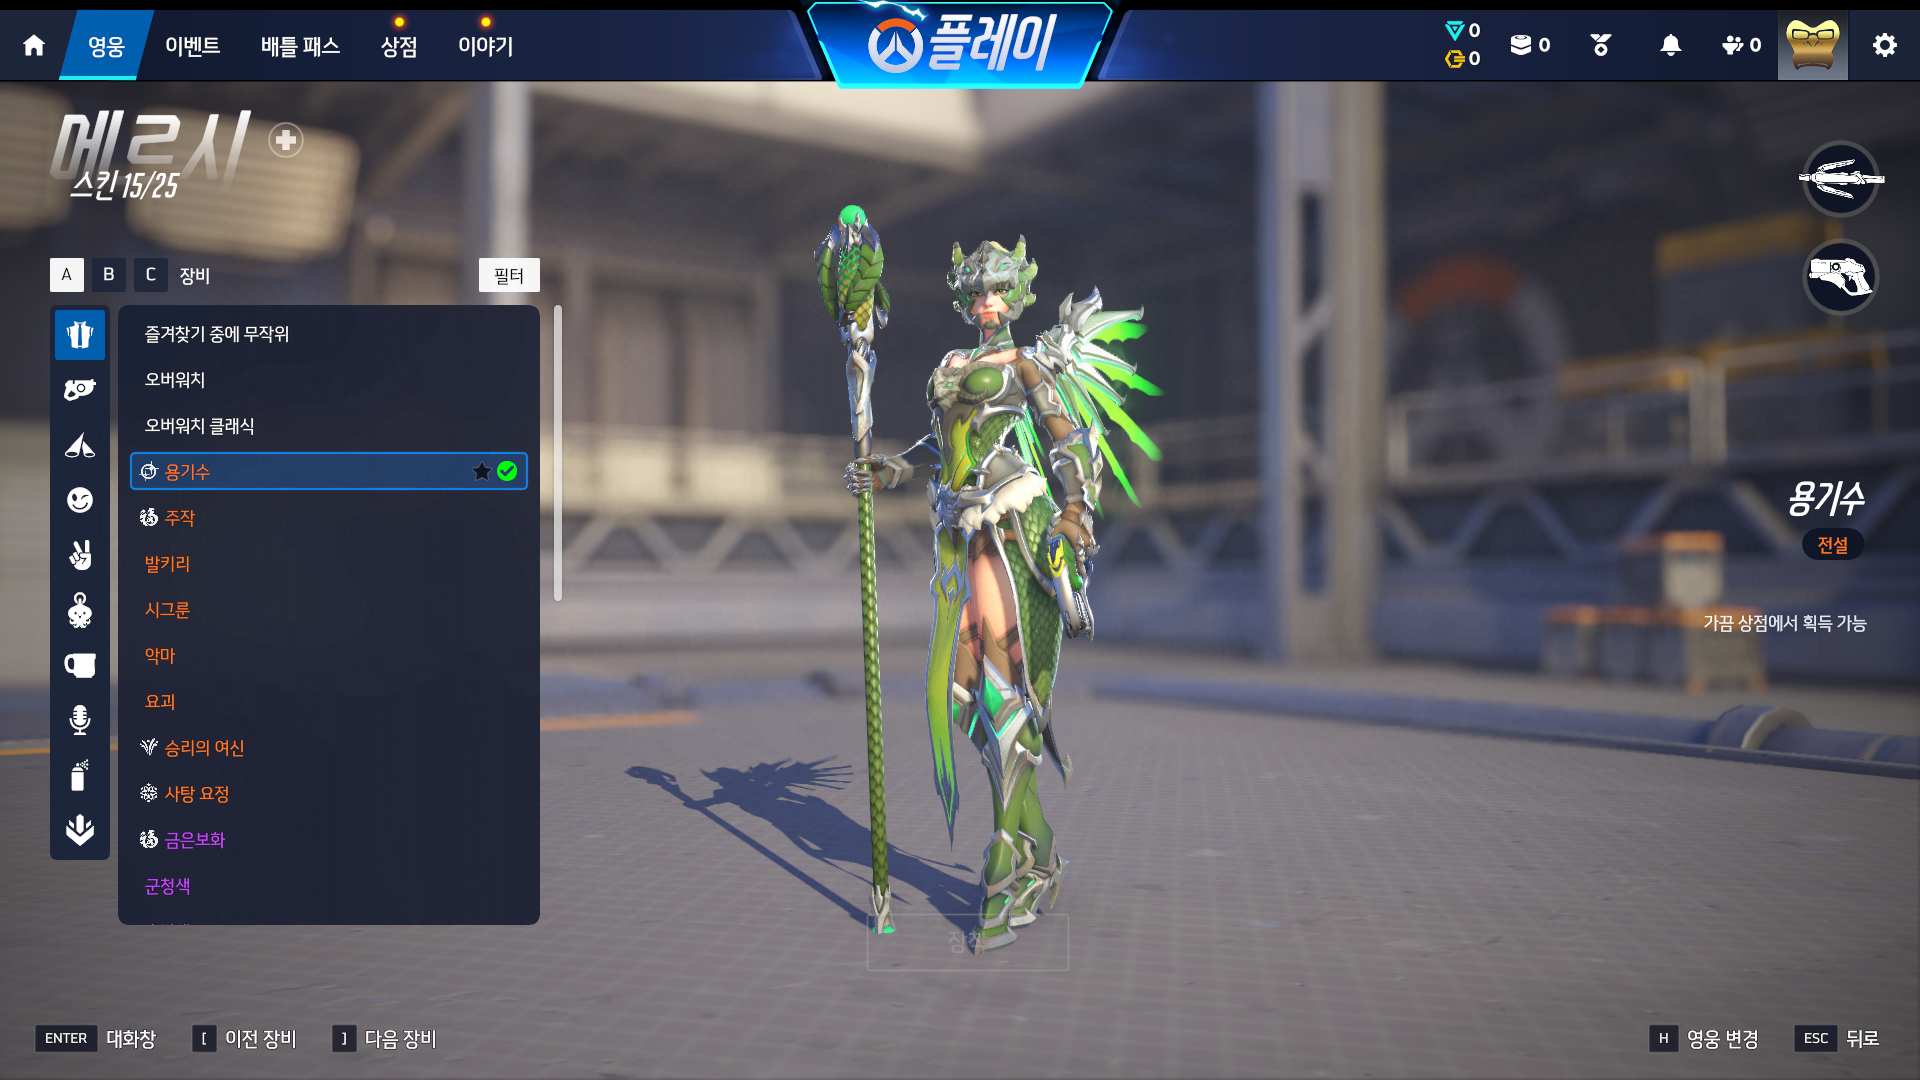 영웅
이벤트
배틀 패스
상점
이야기
플레이
0
0
0
0
메르시
스킨 15/25
A
B
C
장비
필터
즐겨찾기 중에 무작위
오버워치
오버워치 클래식
용기수
주작
발키리
시그룬
악마
요괴
승리의 여신
사탕 요정
금은보화
군청색
용기수
전설
가끔 상점에서 획득 가능
ENTER 대화창
[ 이전 장비
] 다음 장비
H 영웅 변경
ESC 뒤로